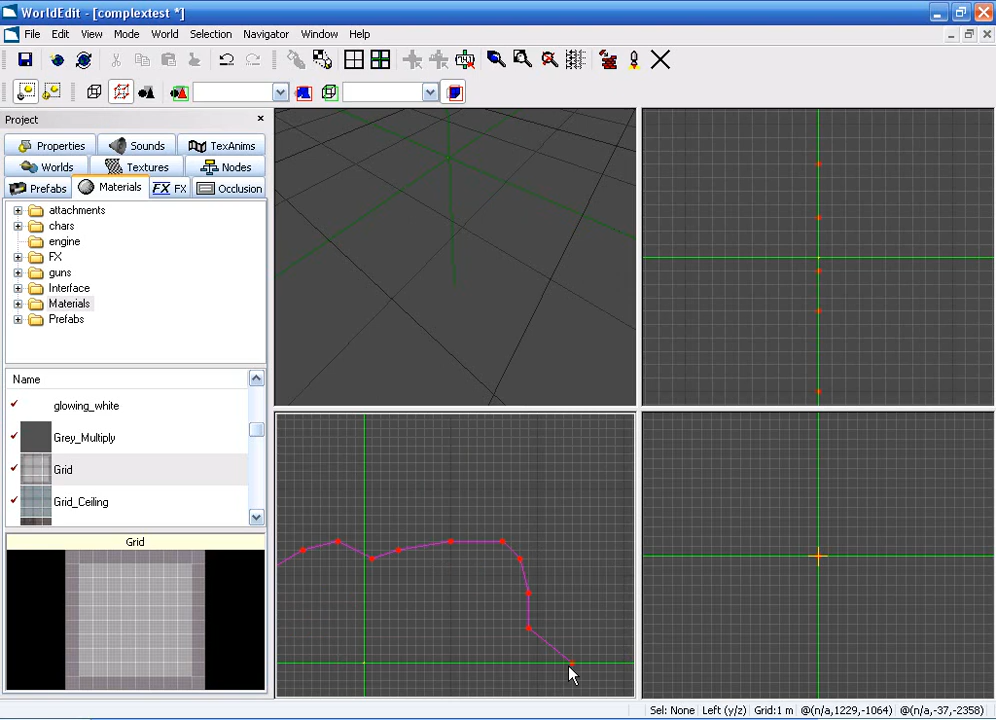 WorldEdit - [complextest *]
File Edit View Mode World Selection Navigator Window Help
Project
Properties Sounds TexAnims
Worlds Textures Nodes
Prefabs Materials FX FX Occlusion
attachments
chars
engine
FX
guns
Interface
Materials
Prefabs
Name
glowing_white
Grey_Multiply
Grid
Grid_Ceiling
Grid
Sel: None Left (y/z) Grid:1 m @(n/a,1229,-1064) @(n/a,-37,-2358)